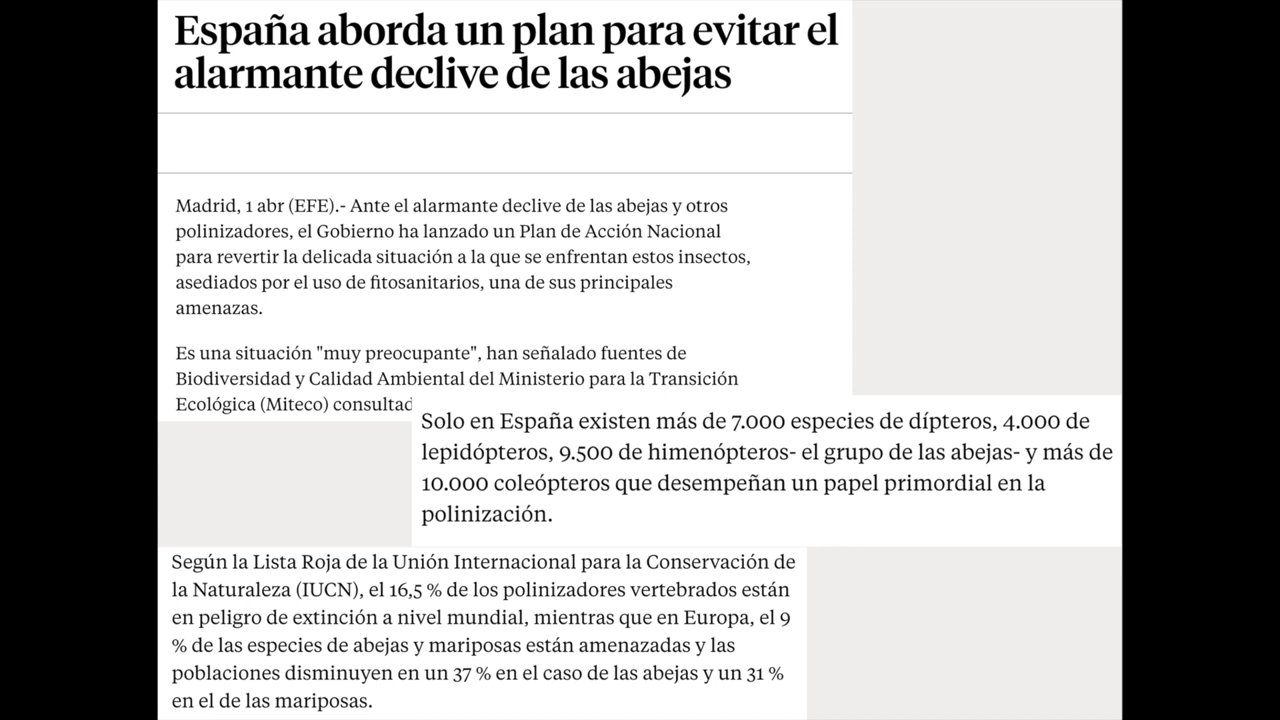 España aborda un plan para evitar el
alarmante declive de las abejas
Madrid, 1 abr (EFE).- Ante el alarmante declive de las abejas y otros
polinizadores, el Gobierno ha lanzado un Plan de Acción Nacional
para revertir la delicada situación a la que se enfrentan estos insectos,
asediados por el uso de fitosanitarios, una de sus principales
amenazas.
Es una situación "muy preocupante", han señalado fuentes de
Biodiversidad y Calidad Ambiental del Ministerio para la Transición
Ecológica (Miteco) consultad
Solo en España existen más de 7.000 especies de dípteros, 4.000 de
lepidópteros, 9.500 de himenópteros- el grupo de las abejas- y más de
10.000 coleópteros que desempeñan un papel primordial en la
polinización.
Según la Lista Roja de la Unión Internacional para la Conservación de
la Naturaleza (IUCN), el 16,5 % de los polinizadores vertebrados están
en peligro de extinción a nivel mundial, mientras que en Europa, el 9
% de las especies de abejas y mariposas están amenazadas y las
poblaciones disminuyen en un 37 % en el caso de las abejas y un 31 %
en el de las mariposas.